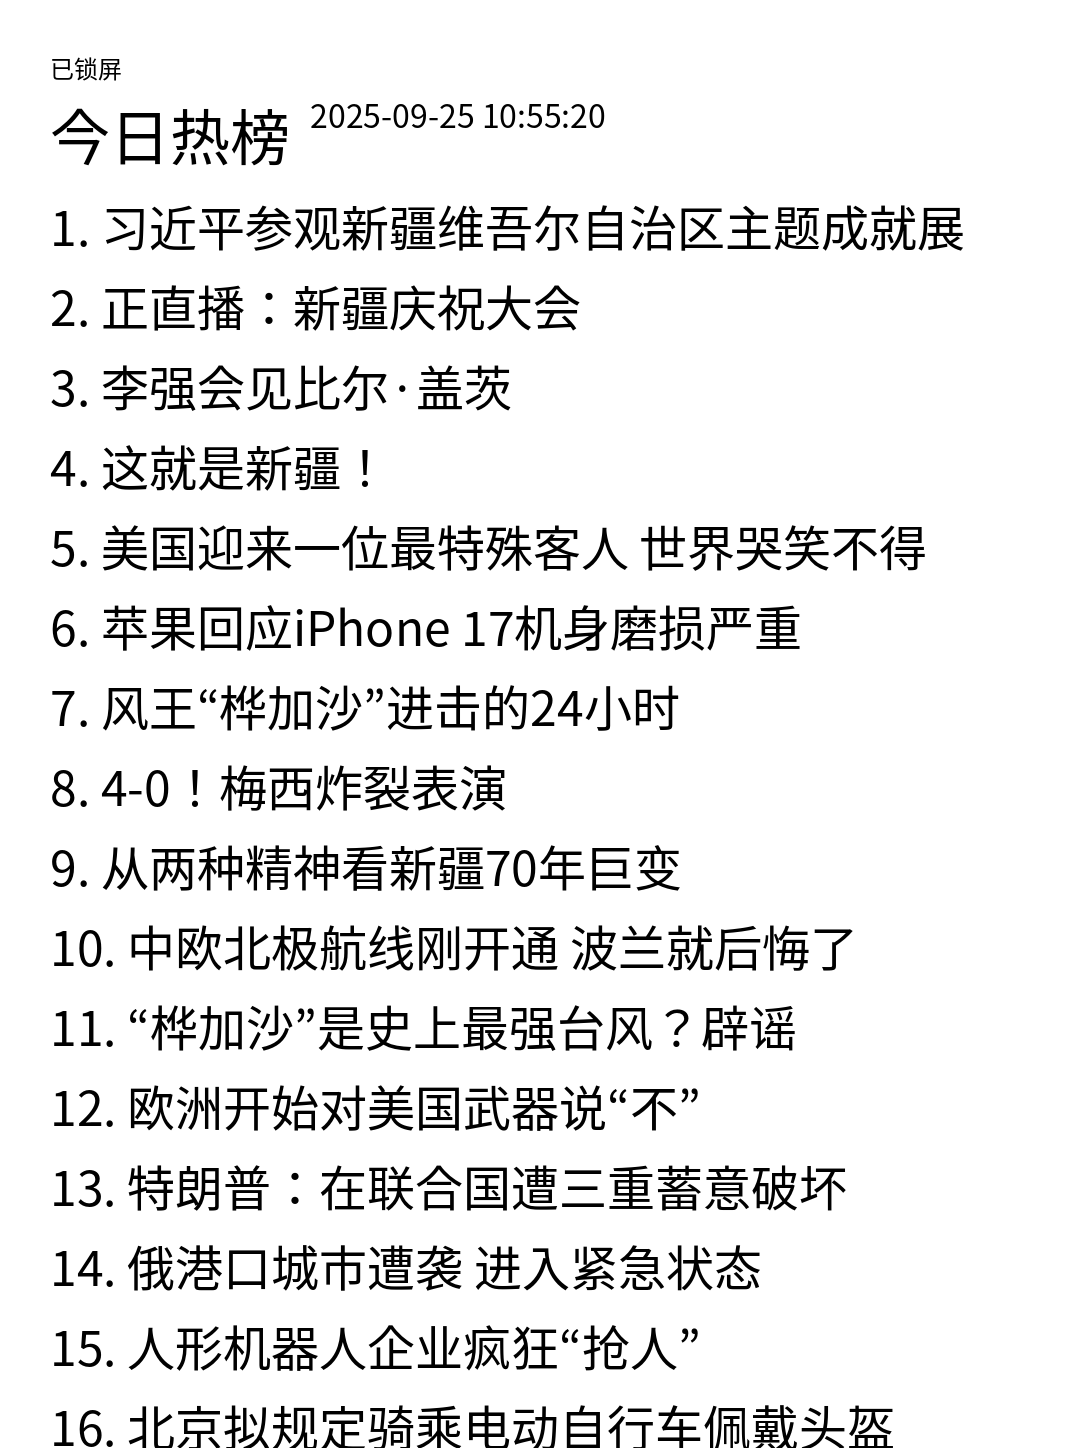 已锁屏
今日热榜 2025-09-25 10:55:20
1. 习近平参观新疆维吾尔自治区主题成就展
2. 正直播：新疆庆祝大会
3. 李强会见比尔·盖茨
4. 这就是新疆！
5. 美国迎来一位最特殊客人 世界哭笑不得
6. 苹果回应iPhone 17机身磨损严重
7. 风王“桦加沙”进击的24小时
8. 4-0！梅西炸裂表演
9. 从两种精神看新疆70年巨变
10. 中欧北极航线刚开通 波兰就后悔了
11. “桦加沙”是史上最强台风？辟谣
12. 欧洲开始对美国武器说“不”
13. 特朗普：在联合国遭三重蓄意破坏
14. 俄港口城市遭袭 进入紧急状态
15. 人形机器人企业疯狂“抢人”
16. 北京拟规定骑乘电动自行车佩戴头盔